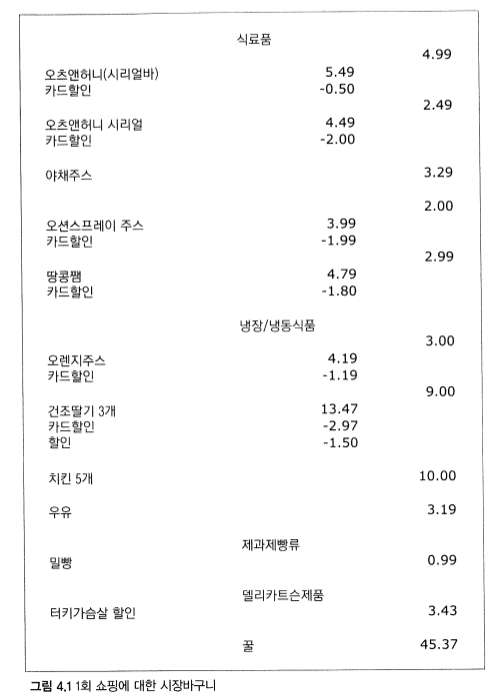 식료품
4.99
오츠앤허니(시리얼바) 5.49
카드할인 -0.50
2.49
오츠앤허니 시리얼 4.49
카드할인 -2.00
야채주스 3.29
2.00
오션스프레이 주스 3.99
카드할인 -1.99
2.99
땅콩쨈 4.79
카드할인 -1.80
냉장/냉동식품
3.00
오렌지주스 4.19
카드할인 -1.19
9.00
건조딸기 3개 13.47
카드할인 -2.97
할인 -1.50
치킨 5개 10.00
우유 3.19
제과제빵류
밀빵 0.99
델리카트슨제품
터키가슴살 할인 3.43
꿀 45.37
그림 4.1 1회 쇼핑에 대한 시장바구니